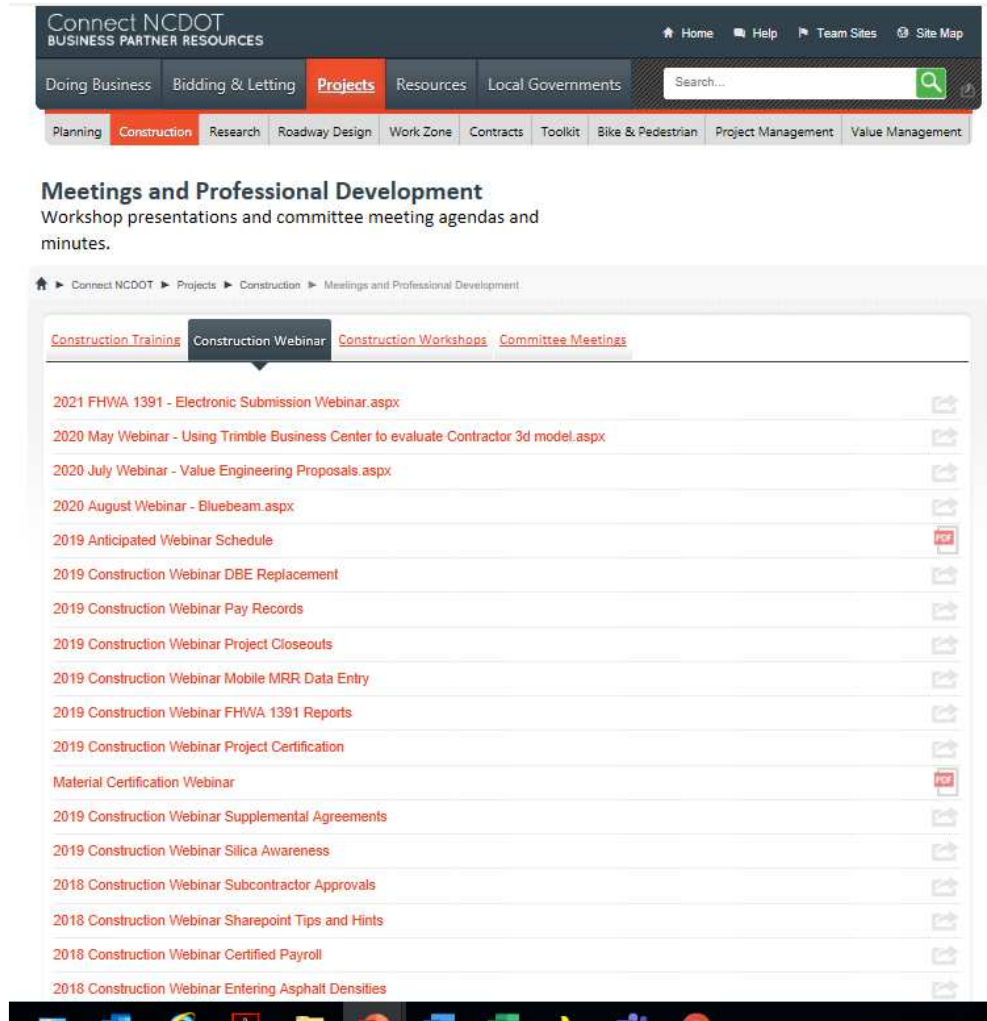 Connect NCDOT
BUSINESS PARTNER RESOURCES
Home Help Team Sites Site Map
Doing Business Bidding & Letting Projects Resources Local Governments Search...
Planning Construction Research Roadway Design Work Zone Contracts Toolkit Bike & Pedestrian Project Management Value Management
Meetings and Professional Development
Workshop presentations and committee meeting agendas and
minutes.
Connect NCDOT ► Projects ► Construction ► Meetings and Professional Development
Construction Training Construction Webinar Construction Workshops Committee Meetings
2021 FHWA 1391 - Electronic Submission Webinar.aspx
2020 May Webinar - Using Trimble Business Center to evaluate Contractor 3d model.aspx
2020 July Webinar - Value Engineering Proposals.aspx
2020 August Webinar - Bluebeam.aspx
2019 Anticipated Webinar Schedule PDF
2019 Construction Webinar DBE Replacement
2019 Construction Webinar Pay Records
2019 Construction Webinar Project Closeouts
2019 Construction Webinar Mobile MRR Data Entry
2019 Construction Webinar FHWA 1391 Reports
2019 Construction Webinar Project Certification
Material Certification Webinar PDF
2019 Construction Webinar Supplemental Agreements
2019 Construction Webinar Silica Awareness
2018 Construction Webinar Subcontractor Approvals
2018 Construction Webinar Sharepoint Tips and Hints
2018 Construction Webinar Certified Payroll
2018 Construction Webinar Entering Asphalt Densities